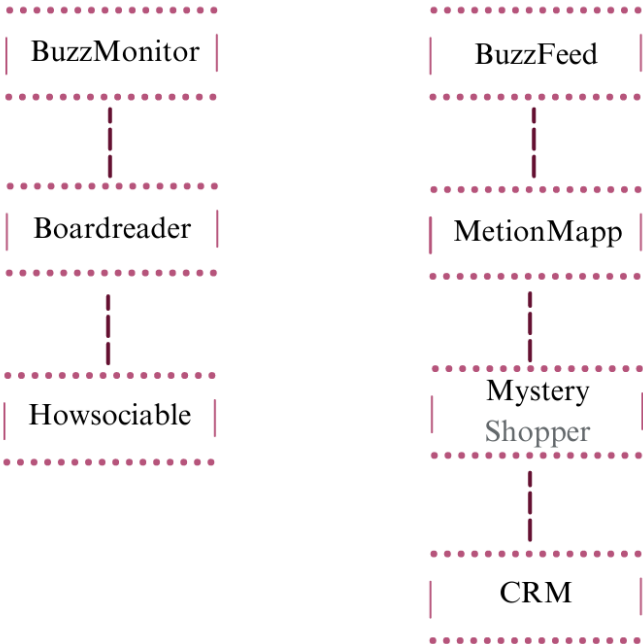 BuzzMonitor
Boardreader
Howsociable
BuzzFeed
MetionMapp
Mystery
Shopper
CRM